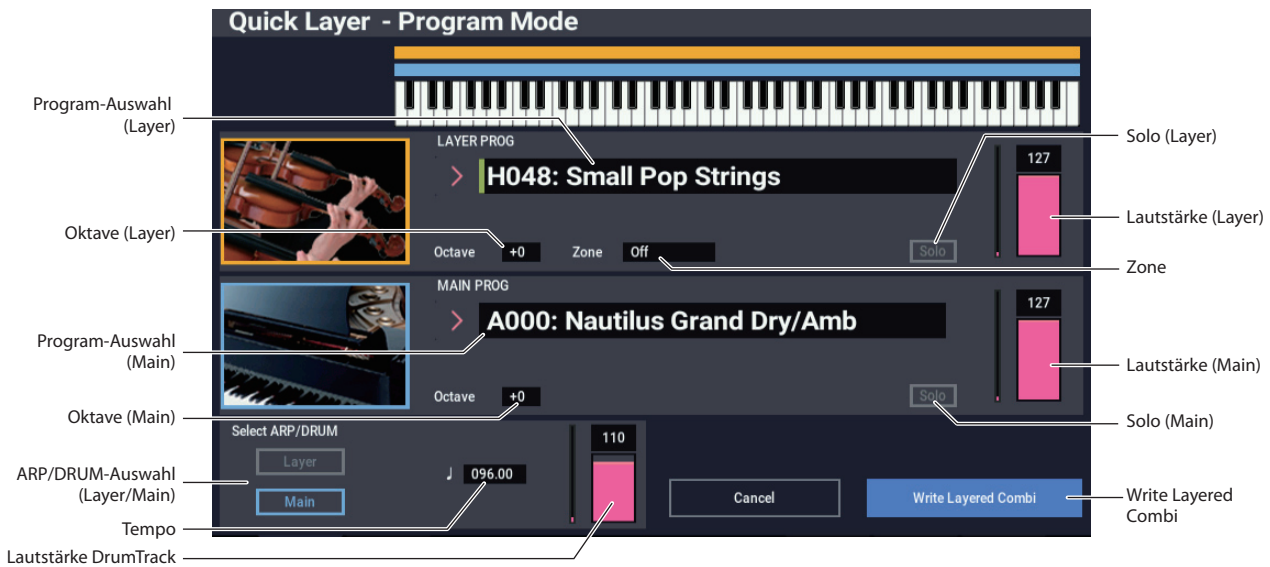 Quick Layer - Program Mode
Program-Auswahl
(Layer)
LAYER PROG
H048: Small Pop Strings
Solo (Layer)
127
Lautstärke (Layer)
Oktave (Layer)
Octave +0 Zone Off Solo
Zone
MAIN PROG
A000: Nautilus Grand Dry/Amb
127
Program-Auswahl
(Main)
Lautstärke (Main)
Octave +0 Solo
Oktave (Main)
Solo (Main)
Select ARP/DRUM
Layer
Main
ARP/DRUM-Auswahl
(Layer/Main)
♩ 096.00
110
Cancel
Write Layered Combi
Write Layered
Combi
Tempo
Lautstärke DrumTrack